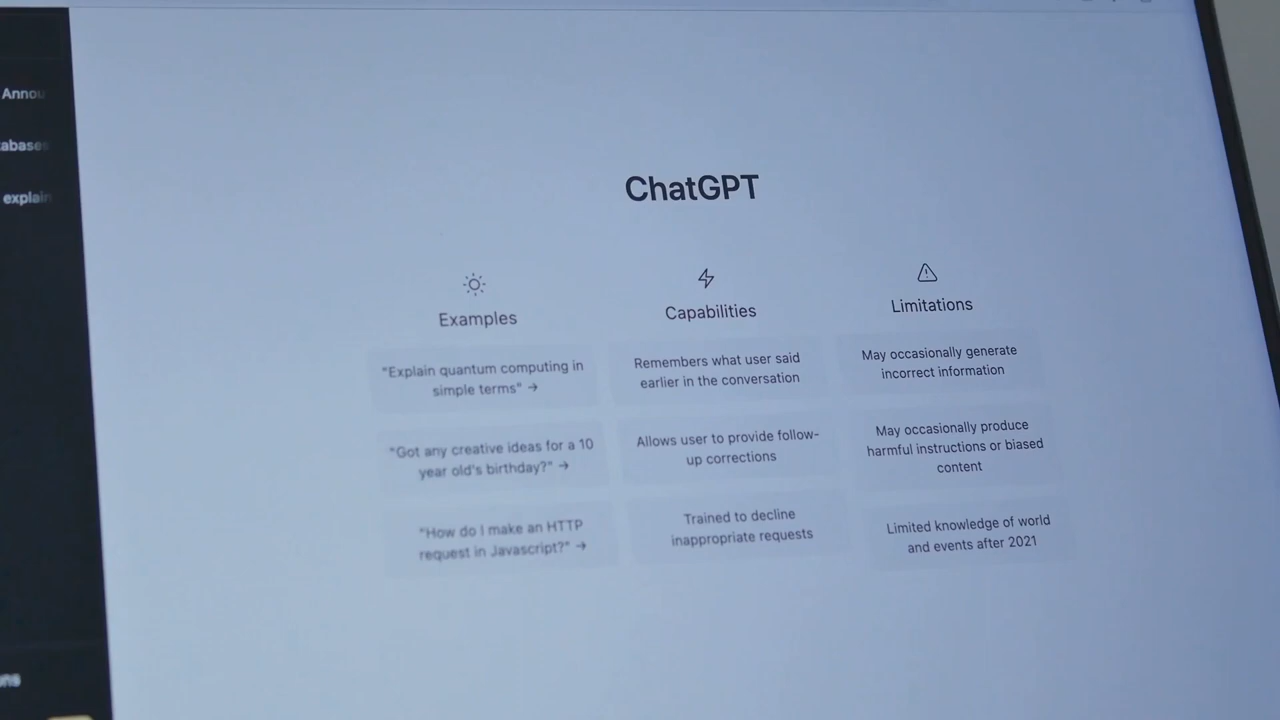 Annou
tabases
explain
ChatGPT
Examples
"Explain quantum computing in
simple terms" →
"Got any creative ideas for a 10
year old's birthday?" →
"How do I make an HTTP
request in Javascript?" →
Capabilities
Remembers what user said
earlier in the conversation
Allows user to provide follow-
up corrections
Trained to decline
inappropriate requests
Limitations
May occasionally generate
incorrect information
May occasionally produce
harmful instructions or biased
content
Limited knowledge of world
and events after 2021